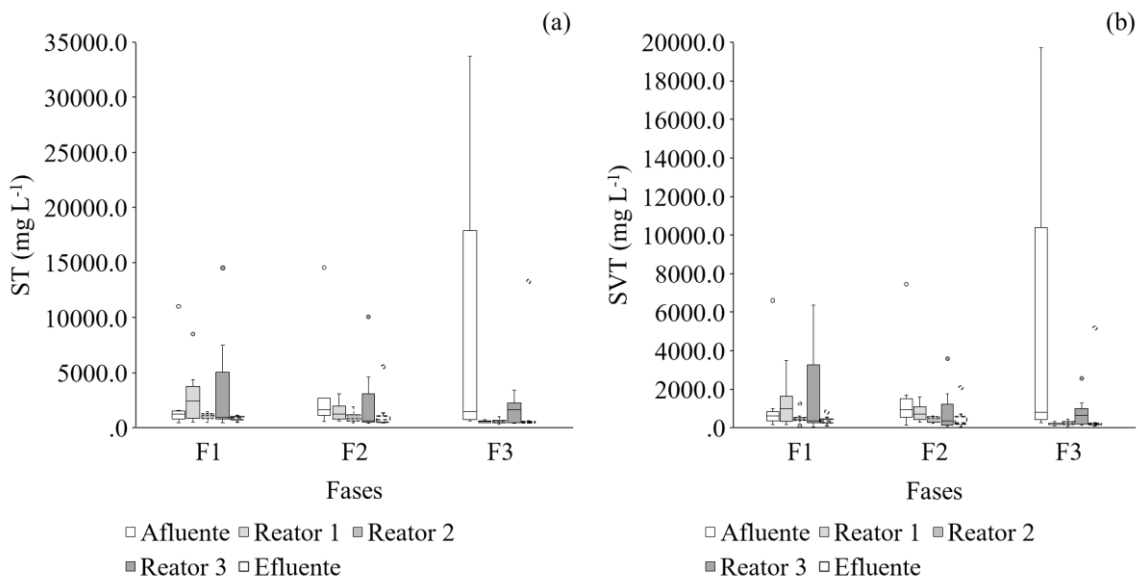 (a)
35000.0
30000.0
25000.0
20000.0
15000.0
10000.0
5000.0
.0
ST (mg L-1)
F1 F2 F3
Fases
□ Afluente □ Reator 1 □ Reator 2
□ Reator 3 □ Efluente
(b)
20000.0
18000.0
16000.0
14000.0
12000.0
10000.0
8000.0
6000.0
4000.0
2000.0
.0
SVT (mg L-1)
F1 F2 F3
Fases
□ Afluente □ Reator 1 □ Reator 2
□ Reator 3 □ Efluente